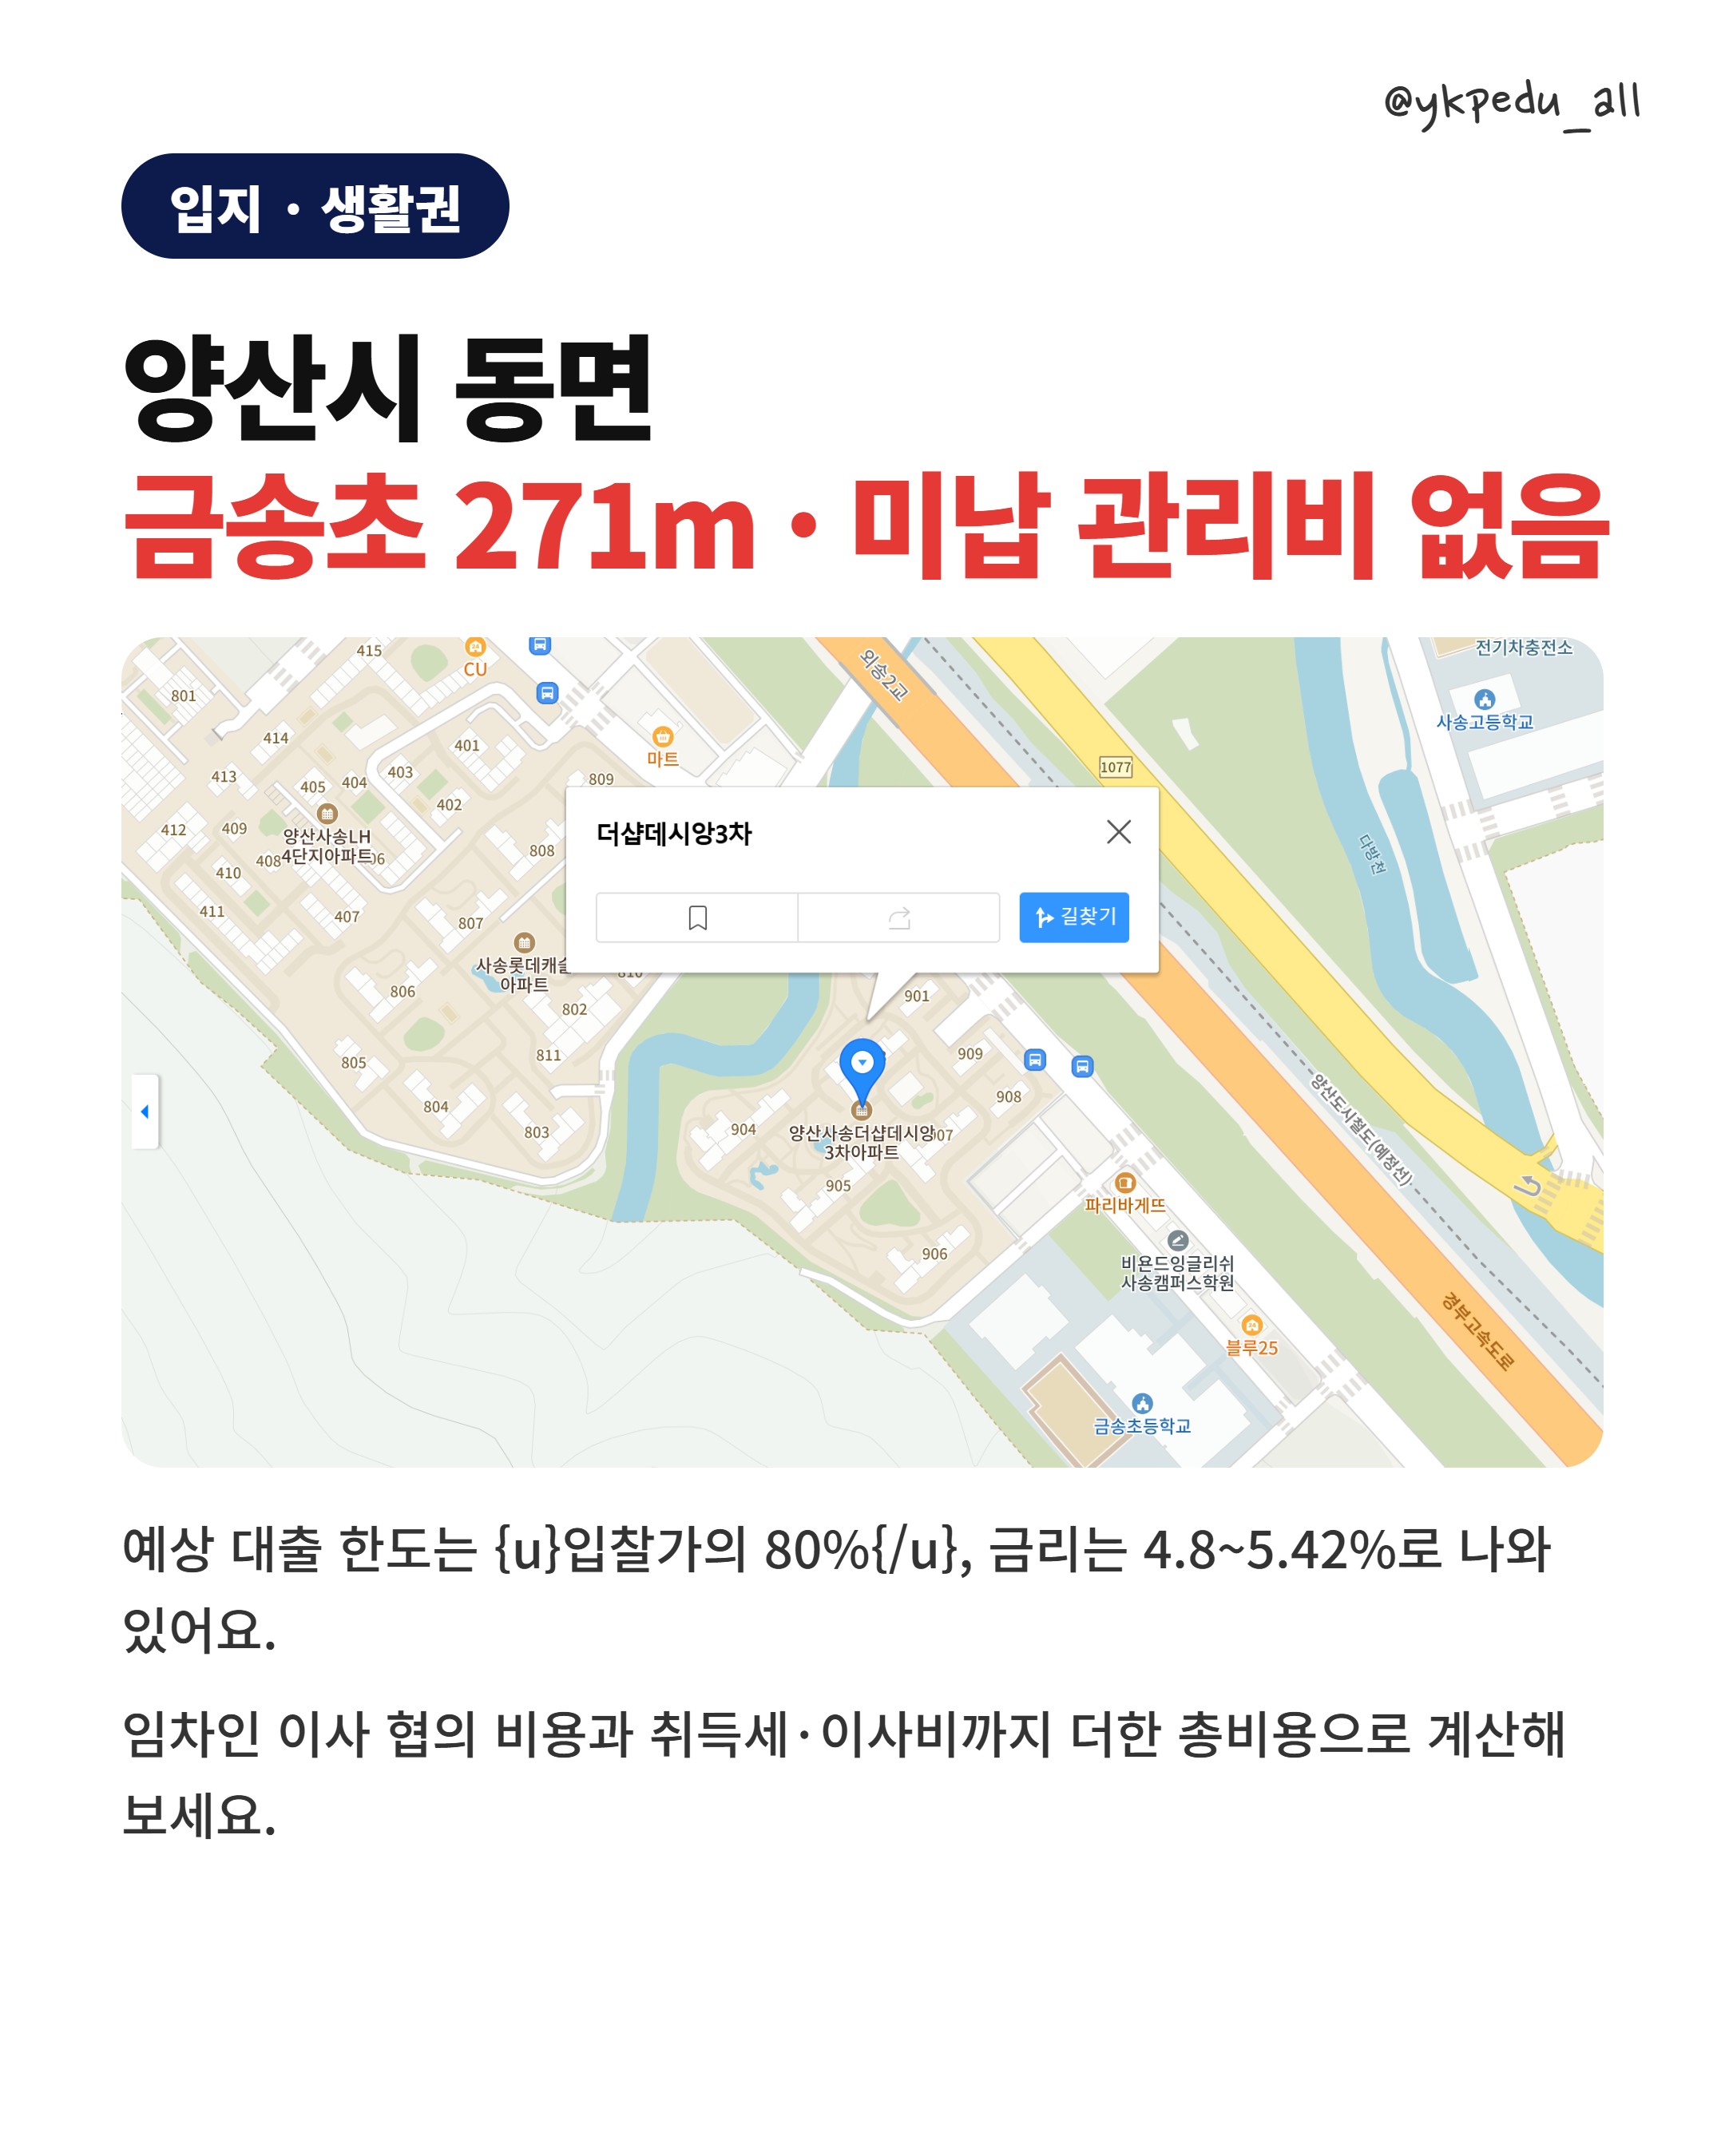 @ykpedu_all
입지 · 생활권
양산시 동면
금송초 271m · 미납 관리비 없음
415
CU
801
외송2교
전기차충전소
사송고등학교
414
401
마트
413
405
404
403
402
809
1077
412
409
양산사송LH
4단지아파트
408
06
410
808
더샵데시앙3차
다방천
411
407
807
길찾기
사송롯데캐슬
아파트
810
806
802
901
805
811
909
804
803
908
904
양산사송더샵데시앙
3차아파트
907
양산도시철도(예정선)
905
파리바게뜨
906
비욘드잉글리쉬
사송캠퍼스학원
블루25
경부고속도로
금송초등학교
예상 대출 한도는 {u}입찰가의 80%{/u}, 금리는 4.8~5.42%로 나와
있어요.
임차인 이사 협의 비용과 취득세·이사비까지 더한 총비용으로 계산해
보세요.